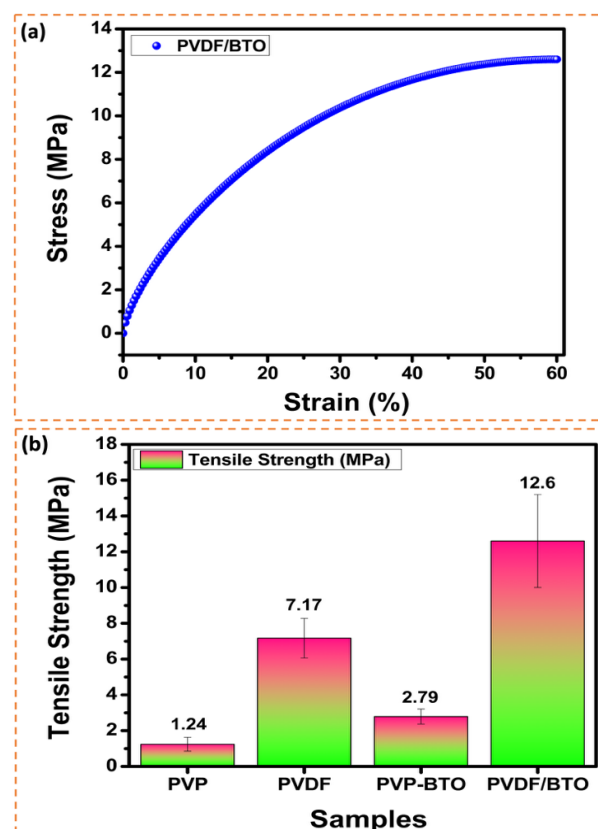 (a)
PVDF/BTO
Stress (MPa)
14
12
10
8
6
4
2
0
0 10 20 30 40 50 60
Strain (%)
(b)
Tensile Strength (MPa)
Tensile Strength (MPa)
18
16
14
12
10
8
6
4
2
0
1.24
7.17
2.79
12.6
PVP PVDF PVP-BTO PVDF/BTO
Samples